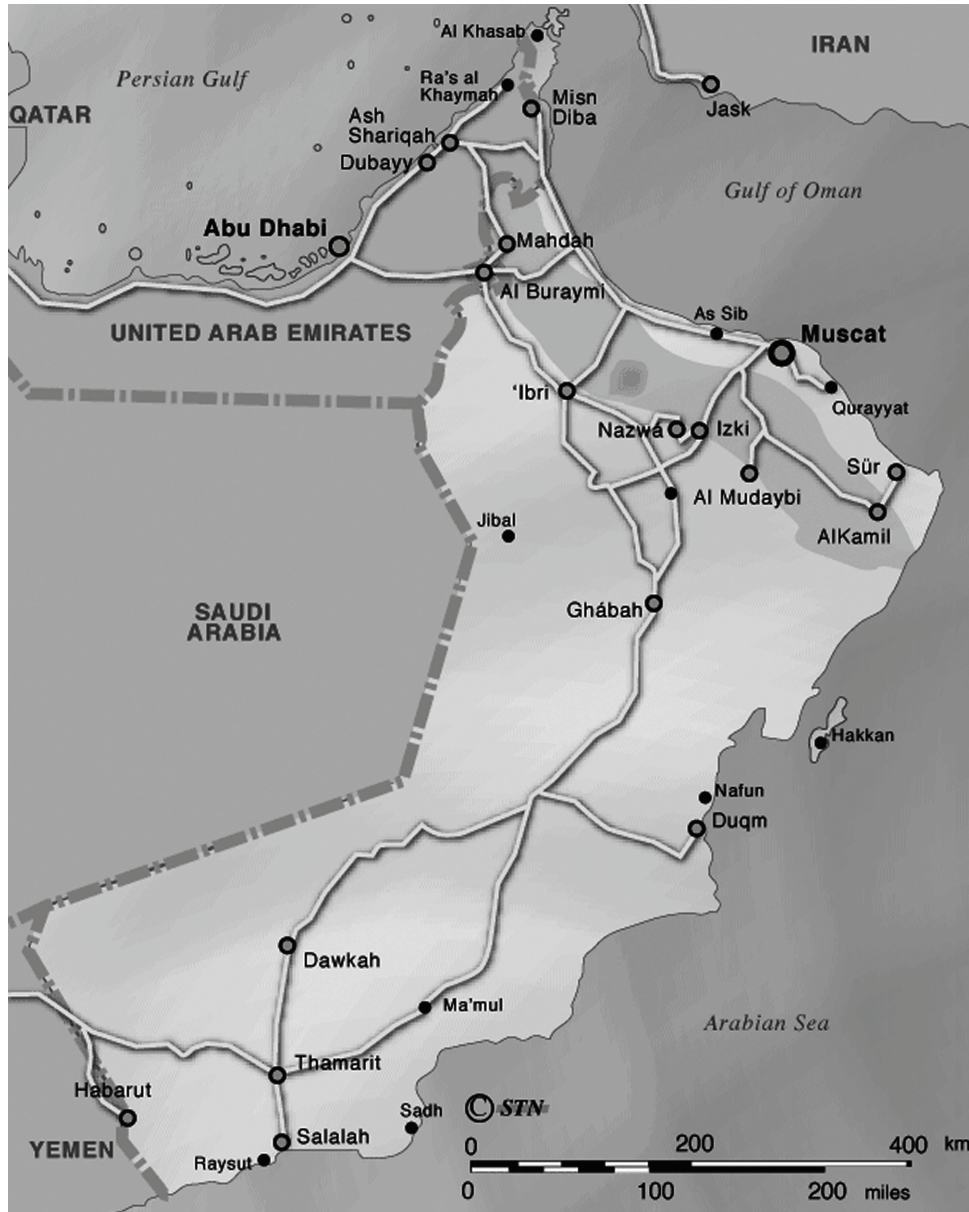 Al Khasab
IRAN
Persian Gulf
Ra's al
Khaymah
Misn
Diba
Jask
QATAR
Ash
Shariqah
Dubayy
Gulf of Oman
Abu Dhabi
Mahdah
Al Buraymi
As Sib
UNITED ARAB EMIRATES
Muscat
'Ibri
Qurayyat
Nazwá
Izki
Sür
Al Mudaybi
Jibal
AlKamil
Ghábah
SAUDI
ARABIA
Hakkan
Nafun
Duqm
Dawkah
Ma'mul
Arabian Sea
Thamarit
Habarut
Sadh
© STN
Salalah
YEMEN
Raysut
0 200 400 km
0 100 200 miles